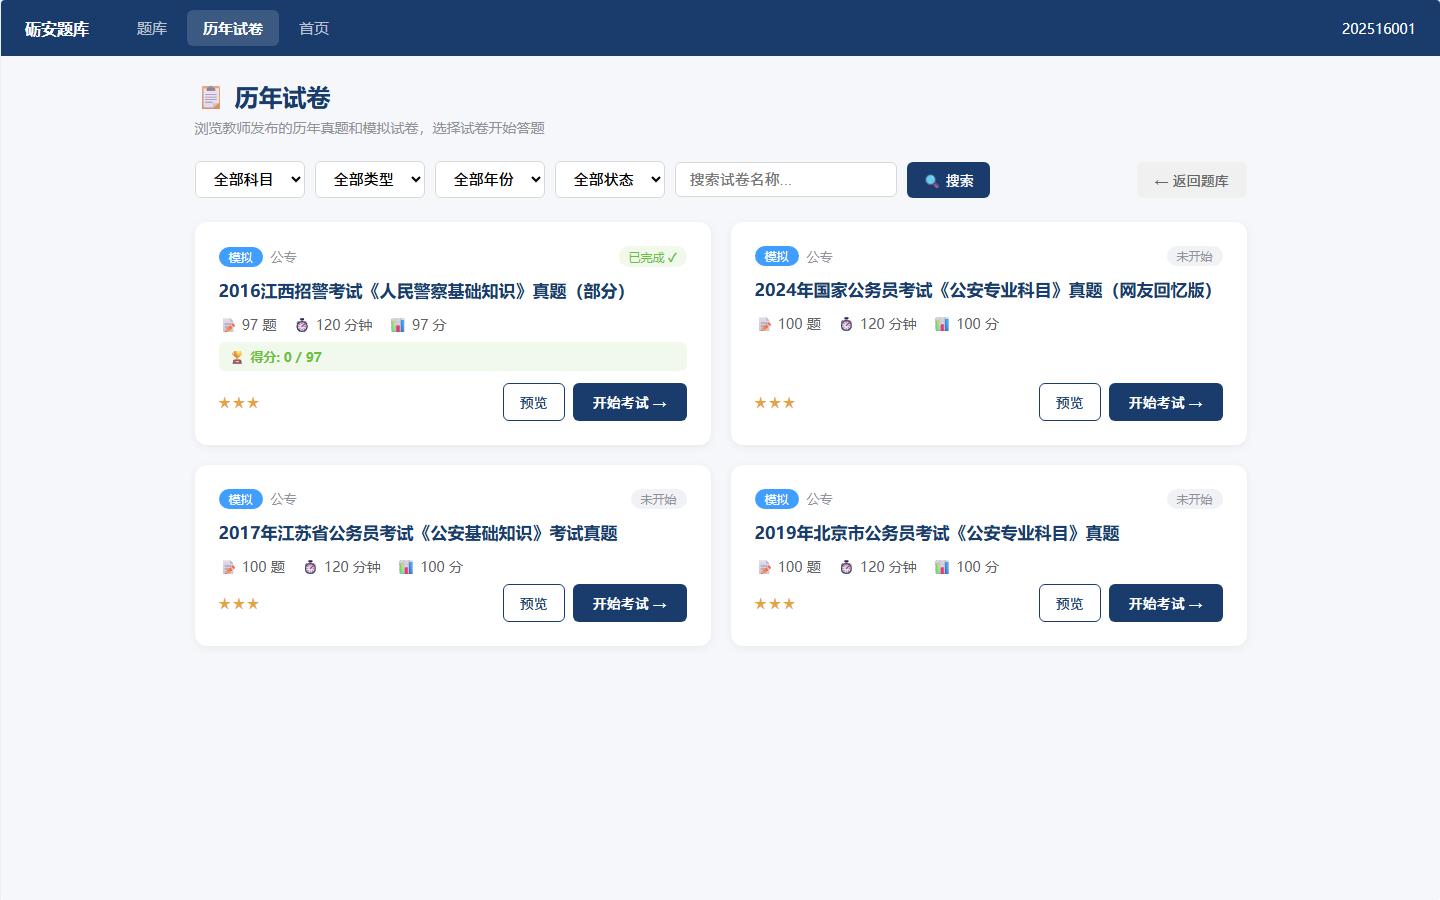 砺安题库 题库 历年试卷 首页 202516001
历年试卷
浏览教师发布的历年真题和模拟试卷，选择试卷开始答题
全部科目 全部类型 全部年份 全部状态 搜索试卷名称... 搜索 ← 返回题库
模拟 公专 已完成 ✓
2016江西招警考试《人民警察基础知识》真题（部分）
97 题 120 分钟 97 分
得分: 0 / 97
★★★ 预览 开始考试 →
模拟 公专 未开始
2024年国家公务员考试《公安专业科目》真题（网友回忆版）
100 题 120 分钟 100 分
★★★ 预览 开始考试 →
模拟 公专 未开始
2017年江苏省公务员考试《公安基础知识》考试真题
100 题 120 分钟 100 分
★★★ 预览 开始考试 →
模拟 公专 未开始
2019年北京市公务员考试《公安专业科目》真题
100 题 120 分钟 100 分
★★★ 预览 开始考试 →